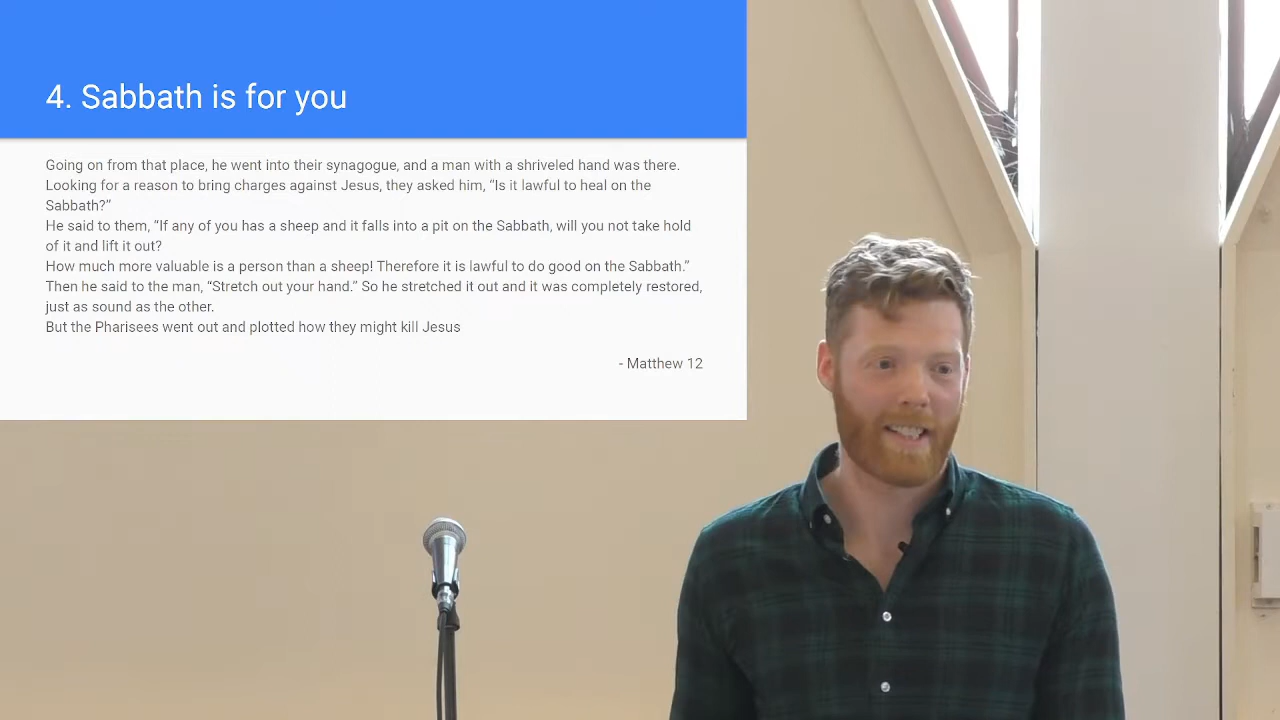 4. Sabbath is for you
Going on from that place, he went into their synagogue, and a man with a shriveled hand was there.
Looking for a reason to bring charges against Jesus, they asked him, “Is it lawful to heal on the
Sabbath?”
He said to them, “If any of you has a sheep and it falls into a pit on the Sabbath, will you not take hold
of it and lift it out?
How much more valuable is a person than a sheep! Therefore it is lawful to do good on the Sabbath.”
Then he said to the man, “Stretch out your hand.” So he stretched it out and it was completely restored,
just as sound as the other.
But the Pharisees went out and plotted how they might kill Jesus
- Matthew 12